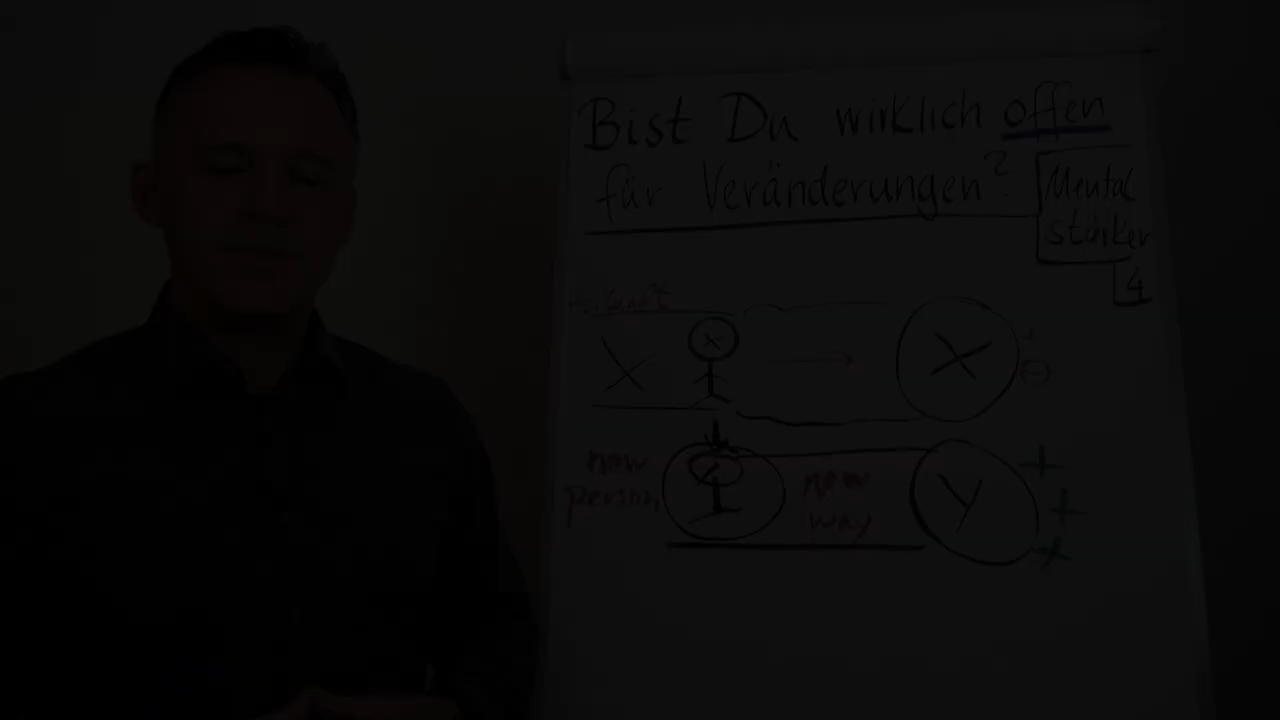 Bist Du wirklich offen
für Veränderungen?
Mental
stärker
4
X
X
X
new
person
new
way
Y